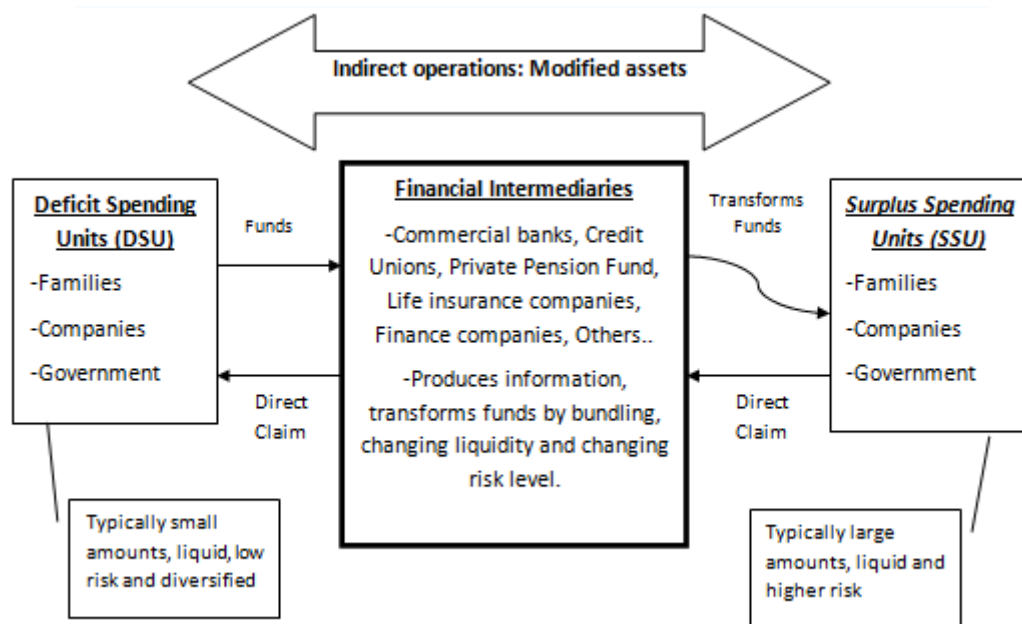 Indirect operations: Modified assets
Deficit Spending
Units (DSU)
-Families
-Companies
-Government
Funds
Direct
Claim
Typically small
amounts, liquid, low
risk and diversified
Financial Intermediaries
-Commercial banks, Credit
Unions, Private Pension Fund,
Life insurance companies,
Finance companies, Others..
-Produces information,
transforms funds by bundling,
changing liquidity and changing
risk level.
Transforms
Funds
Direct
Claim
Surplus Spending
Units (SSU)
-Families
-Companies
-Government
Typically large
amounts, liquid and
higher risk